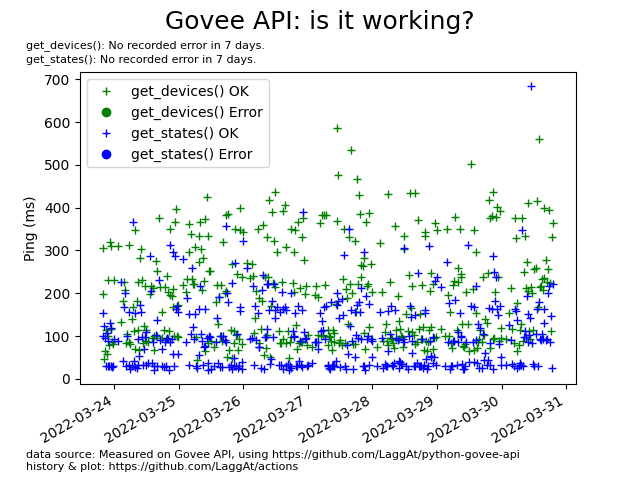 Govee API: is it working?
get_devices(): No recorded error in 7 days.
get_states(): No recorded error in 7 days.
get_devices() OK
get_devices() Error
get_states() OK
get_states() Error
Ping (ms)
700
600
500
400
300
200
100
0
2022-03-24
2022-03-25
2022-03-26
2022-03-27
2022-03-28
2022-03-29
2022-03-30
2022-03-31
data source: Measured on Govee API, using https://github.com/LaggAt/python-govee-api
history & plot: https://github.com/LaggAt/actions